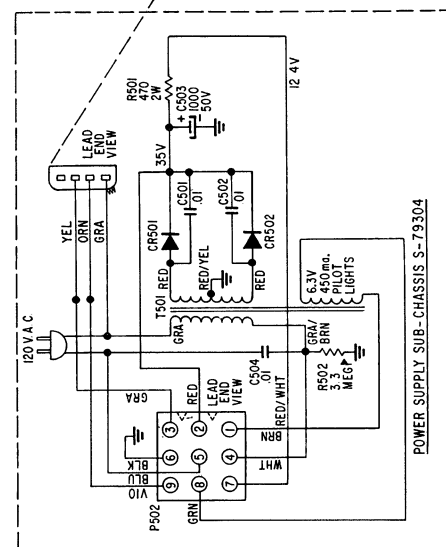 R501
470
2W
C503
1000
50V
+
-
12 4V
35V
LEAD
END
VIEW
C501
.01
C502
.01
CR501
CR502
YEL
ORN
GRA
RED
RED/YEL
RED
T501
6.3V
450ma.
PILOT
LIGHTS
120 V. A C
GRA
GRA/
BRN
C504
.01
R502
3.3
MEG
RED/WHT
GRA
RED
LEAD
END
VIEW
BRN
3
2
1
6
5
4
9
8
7
BLK
BLU
VIO
WHT
GRN
P502
POWER SUPPLY SUB-CHASSIS S-79304